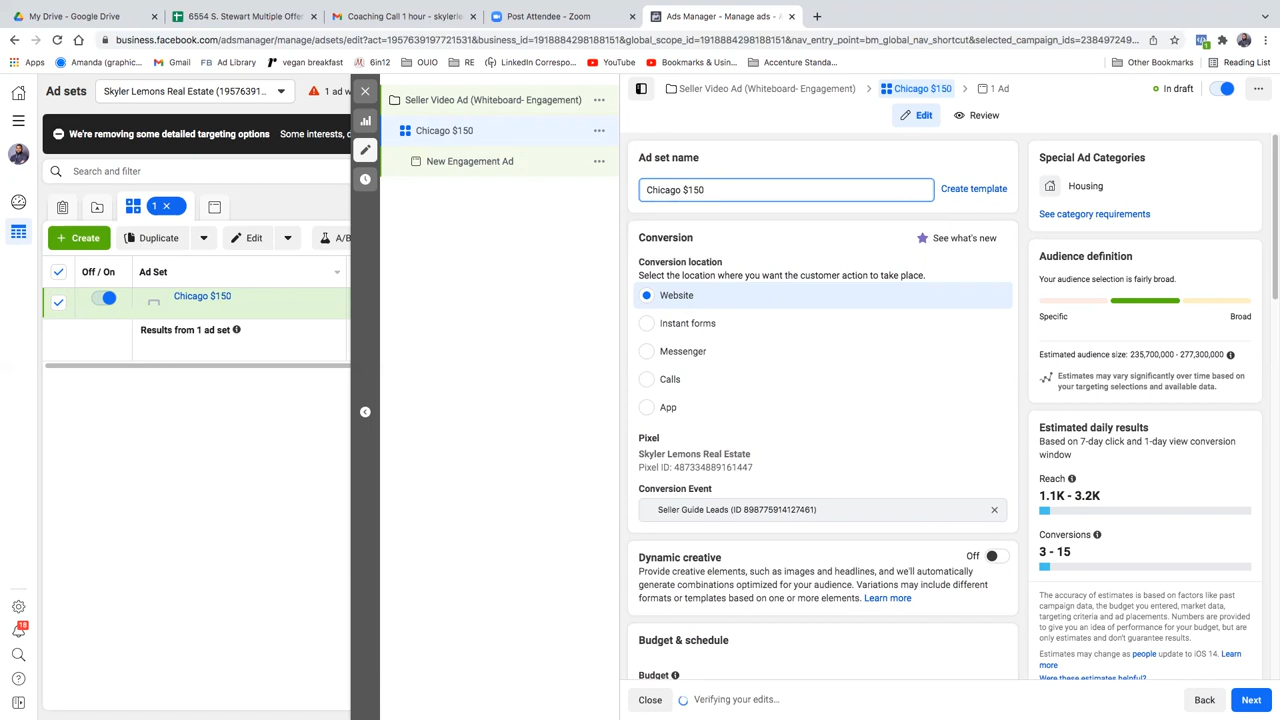 My Drive - Google Drive
6554 S. Stewart Multiple Offer
Coaching Call 1 hour - skylerie
Post Attendee - Zoom
Ads Manager - Manage ads - A
business.facebook.com/adsmanager/manage/adsets/edit?act=1957639197721531&business_id=1918884298188151&global_scope_id=1918884298188151&nav_entry_point=bm_global_nav_shortcut&selected_campaign_ids=238497249...
Apps
Amanda (graphic...
Gmail
Ad Library
vegan breakfast
6in12
OUIO
RE
LinkedIn Correspo...
YouTube
Bookmarks & Usin...
Accenture Standa...
Other Bookmarks
Reading List
Ad sets
Skyler Lemons Real Estate (19576391...
1 ad w
We're removing some detailed targeting options Some interests, c
Search and filter
1
Create
Duplicate
Edit
A/B
Off / On
Ad Set
Chicago $150
Results from 1 ad set
18
Skyler Video Ad (Whiteboard- Engagement)
Chicago $150
New Engagement Ad
Seller Video Ad (Whiteboard- Engagement)
Chicago $150
1 Ad
In draft
Edit
Review
Ad set name
Chicago $150
Create template
Conversion
See what's new
Conversion location
Select the location where you want the customer action to take place.
Website
Instant forms
Messenger
Calls
App
Pixel
Skyler Lemons Real Estate
Pixel ID: 487334889161447
Conversion Event
Seller Guide Leads (ID 898775914127461)
Dynamic creative
Off
Provide creative elements, such as images and headlines, and we'll automatically
generate combinations optimized for your audience. Variations may include different
formats or templates based on one or more elements. Learn more
Budget & schedule
Budget
Special Ad Categories
Housing
See category requirements
Audience definition
Your audience selection is fairly broad.
Specific
Broad
Estimated audience size: 235,700,000 - 277,300,000
Estimates may vary significantly over time based on
your targeting selections and available data.
Estimated daily results
Based on 7-day click and 1-day view conversion
window
Reach
1.1K - 3.2K
Conversions
3 - 15
The accuracy of estimates is based on factors like past
campaign data, the budget you entered, market data,
targeting criteria and ad placements. Numbers are provided
to give you an idea of performance for your budget, but are
only estimates and don't guarantee results.
Estimates may change as people update to iOS 14. Learn
more
Were these estimates helpful?
Close
Verifying your edits...
Back
Next